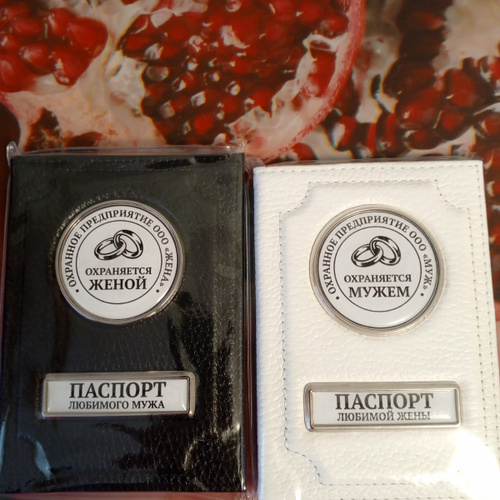 ОХРАННОЕ ПРЕДПРИЯТИЕ ООО «ЖЕНА»
ОХРАНЯЕТСЯ
ЖЕНОЙ
ПАСПОРТ
ЛЮБИМОГО МУЖА
ОХРАННОЕ ПРЕДПРИЯТИЕ ООО «МУЖ»
ОХРАНЯЕТСЯ
МУЖЕМ
ПАСПОРТ
ЛЮБИМОЙ ЖЕНЫ